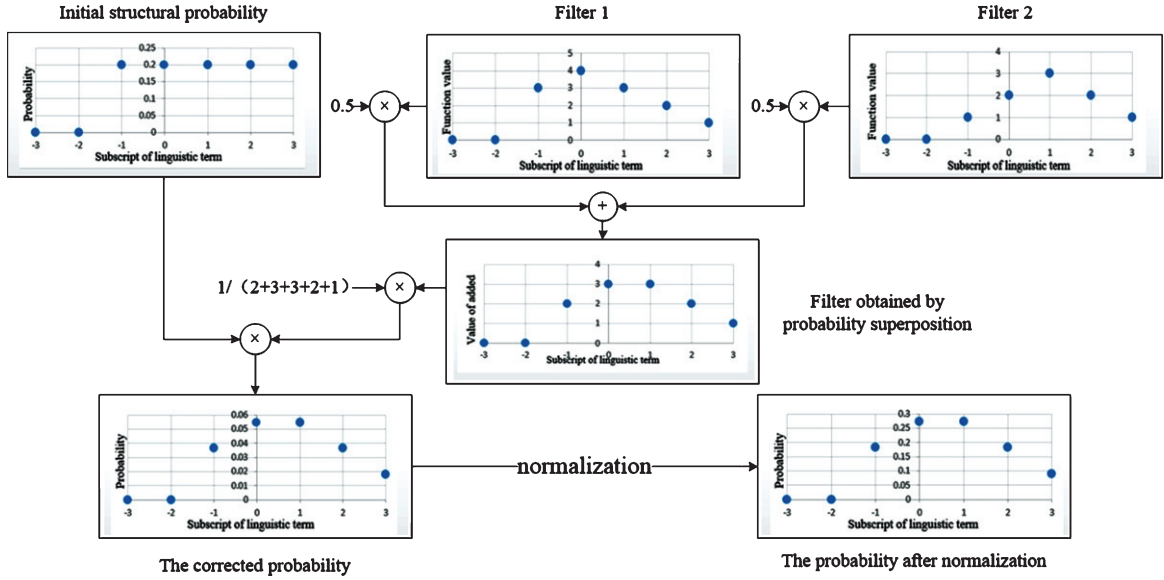 Initial structural probability
Filter 1
Filter 2
0.25
0.2
0.15
0.1
0.05
0
-3 -2 -1 0 1 2 3
Probability
Subscript of linguistic term
0.5
×
5
4
3
2
1
0
-3 -2 -1 0 1 2 3
Function value
Subscript of linguistic term
0.5
×
4
3
2
1
0
-3 -2 -1 0 1 2 3
Function value
Subscript of linguistic term
+
1/（2+3+3+2+1）
×
4
3
2
1
0
-3 -2 -1 0 1 2 3
Value of added
Subscript of linguistic term
Filter obtained by
probability superposition
×
0.06
0.05
0.04
0.03
0.02
0.01
0
-3 -2 -1 0 1 2 3
Probability
Subscript of linguistic term
normalization
0.3
0.25
0.2
0.15
0.1
0.05
0
-3 -2 -1 0 1 2 3
Probability
Subscript of linguistic term
The corrected probability
The probability after normalization